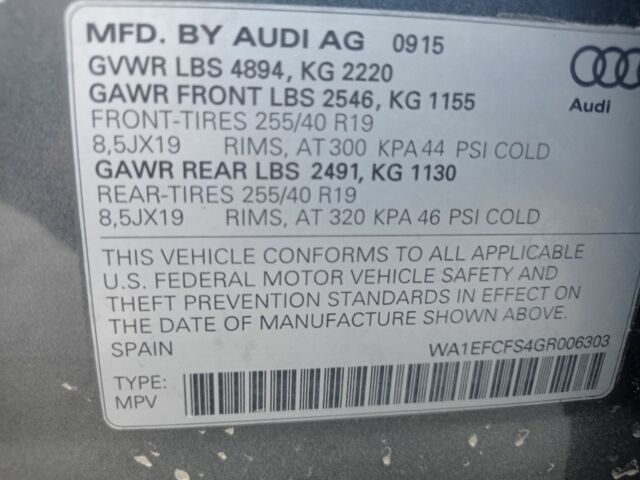 MFD. BY AUDI AG 0915
GVWR LBS 4894, KG 2220
GAWR FRONT LBS 2546, KG 1155
FRONT-TIRES 255/40 R19
8,5JX19 RIMS, AT 300 KPA 44 PSI COLD
GAWR REAR LBS 2491, KG 1130
REAR-TIRES 255/40 R19
8,5JX19 RIMS, AT 320 KPA 46 PSI COLD
Audi
THIS VEHICLE CONFORMS TO ALL APPLICABLE
U.S. FEDERAL MOTOR VEHICLE SAFETY AND
THEFT PREVENTION STANDARDS IN EFFECT ON
THE DATE OF MANUFACTURE SHOWN ABOVE.
SPAIN WA1EFCFS4GR006303
TYPE:
MPV